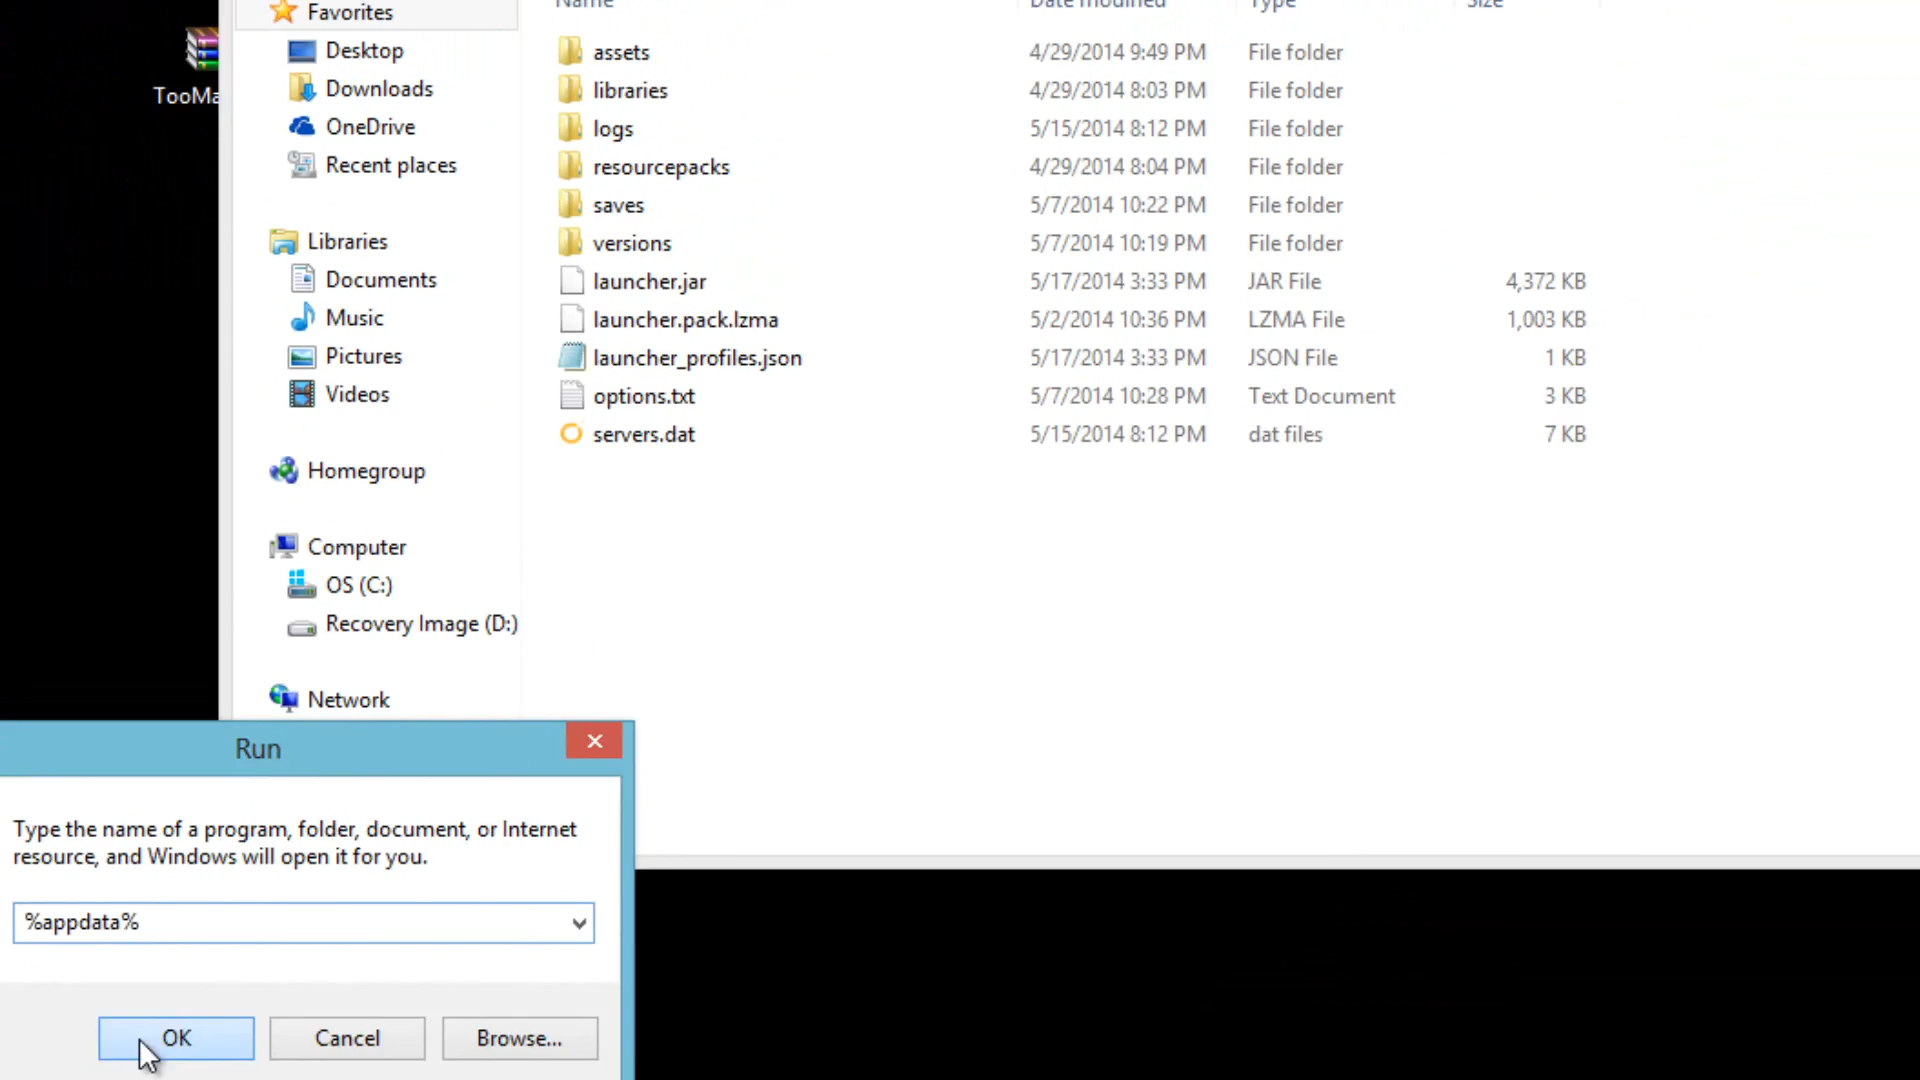 Favorites
Name Date modified Type Size
Desktop
assets 4/29/2014 9:49 PM File folder
TooMa
Downloads
libraries 4/29/2014 8:03 PM File folder
OneDrive
logs 5/15/2014 8:12 PM File folder
Recent places
resourcepacks 4/29/2014 8:04 PM File folder
saves 5/7/2014 10:22 PM File folder
Libraries
versions 5/7/2014 10:19 PM File folder
Documents
launcher.jar 5/17/2014 3:33 PM JAR File 4,372 KB
Music
launcher.pack.lzma 5/2/2014 10:36 PM LZMA File 1,003 KB
Pictures
launcher_profiles.json 5/17/2014 3:33 PM JSON File 1 KB
Videos
options.txt 5/7/2014 10:28 PM Text Document 3 KB
servers.dat 5/15/2014 8:12 PM dat files 7 KB
Homegroup
Computer
OS (C:)
Recovery Image (D:)
Network
Run
Type the name of a program, folder, document, or Internet
resource, and Windows will open it for you.
%appdata%
OK Cancel Browse...